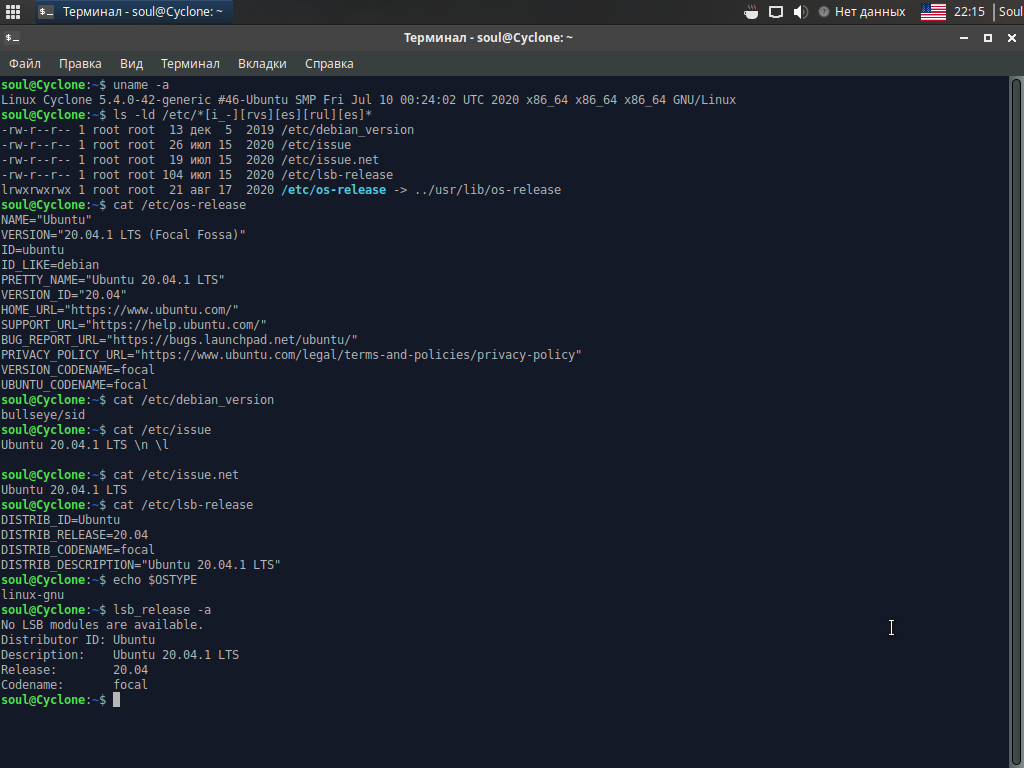 Терминал - soul@Cyclone: ~
Нет данных
22:15
Soul
Терминал - soul@Cyclone: ~
Файл Правка Вид Терминал Вкладки Справка
soul@Cyclone:~$ uname -a
Linux Cyclone 5.4.0-42-generic #46-Ubuntu SMP Fri Jul 10 00:24:02 UTC 2020 x86_64 x86_64 x86_64 GNU/Linux
soul@Cyclone:~$ ls -ld /etc/*[i_-][rvs][es][rul][es]*
-rw-r--r-- 1 root root  13 дек  5  2019 /etc/debian_version
-rw-r--r-- 1 root root  26 июл 15  2020 /etc/issue
-rw-r--r-- 1 root root  19 июл 15  2020 /etc/issue.net
-rw-r--r-- 1 root root 104 июл 15  2020 /etc/lsb-release
lrwxrwxrwx 1 root root  21 авг 17  2020 /etc/os-release -> ../usr/lib/os-release
soul@Cyclone:~$ cat /etc/os-release
NAME="Ubuntu"
VERSION="20.04.1 LTS (Focal Fossa)"
ID=ubuntu
ID_LIKE=debian
PRETTY_NAME="Ubuntu 20.04.1 LTS"
VERSION_ID="20.04"
HOME_URL="https://www.ubuntu.com/"
SUPPORT_URL="https://help.ubuntu.com/"
BUG_REPORT_URL="https://bugs.launchpad.net/ubuntu/"
PRIVACY_POLICY_URL="https://www.ubuntu.com/legal/terms-and-policies/privacy-policy"
VERSION_CODENAME=focal
UBUNTU_CODENAME=focal
soul@Cyclone:~$ cat /etc/debian_version
bullseye/sid
soul@Cyclone:~$ cat /etc/issue
Ubuntu 20.04.1 LTS \n \l
soul@Cyclone:~$ cat /etc/issue.net
Ubuntu 20.04.1 LTS
soul@Cyclone:~$ cat /etc/lsb-release
DISTRIB_ID=Ubuntu
DISTRIB_RELEASE=20.04
DISTRIB_CODENAME=focal
DISTRIB_DESCRIPTION="Ubuntu 20.04.1 LTS"
soul@Cyclone:~$ echo $OSTYPE
linux-gnu
soul@Cyclone:~$ lsb_release -a
No LSB modules are available.
Distributor ID: Ubuntu
Description:    Ubuntu 20.04.1 LTS
Release:        20.04
Codename:       focal
soul@Cyclone:~$